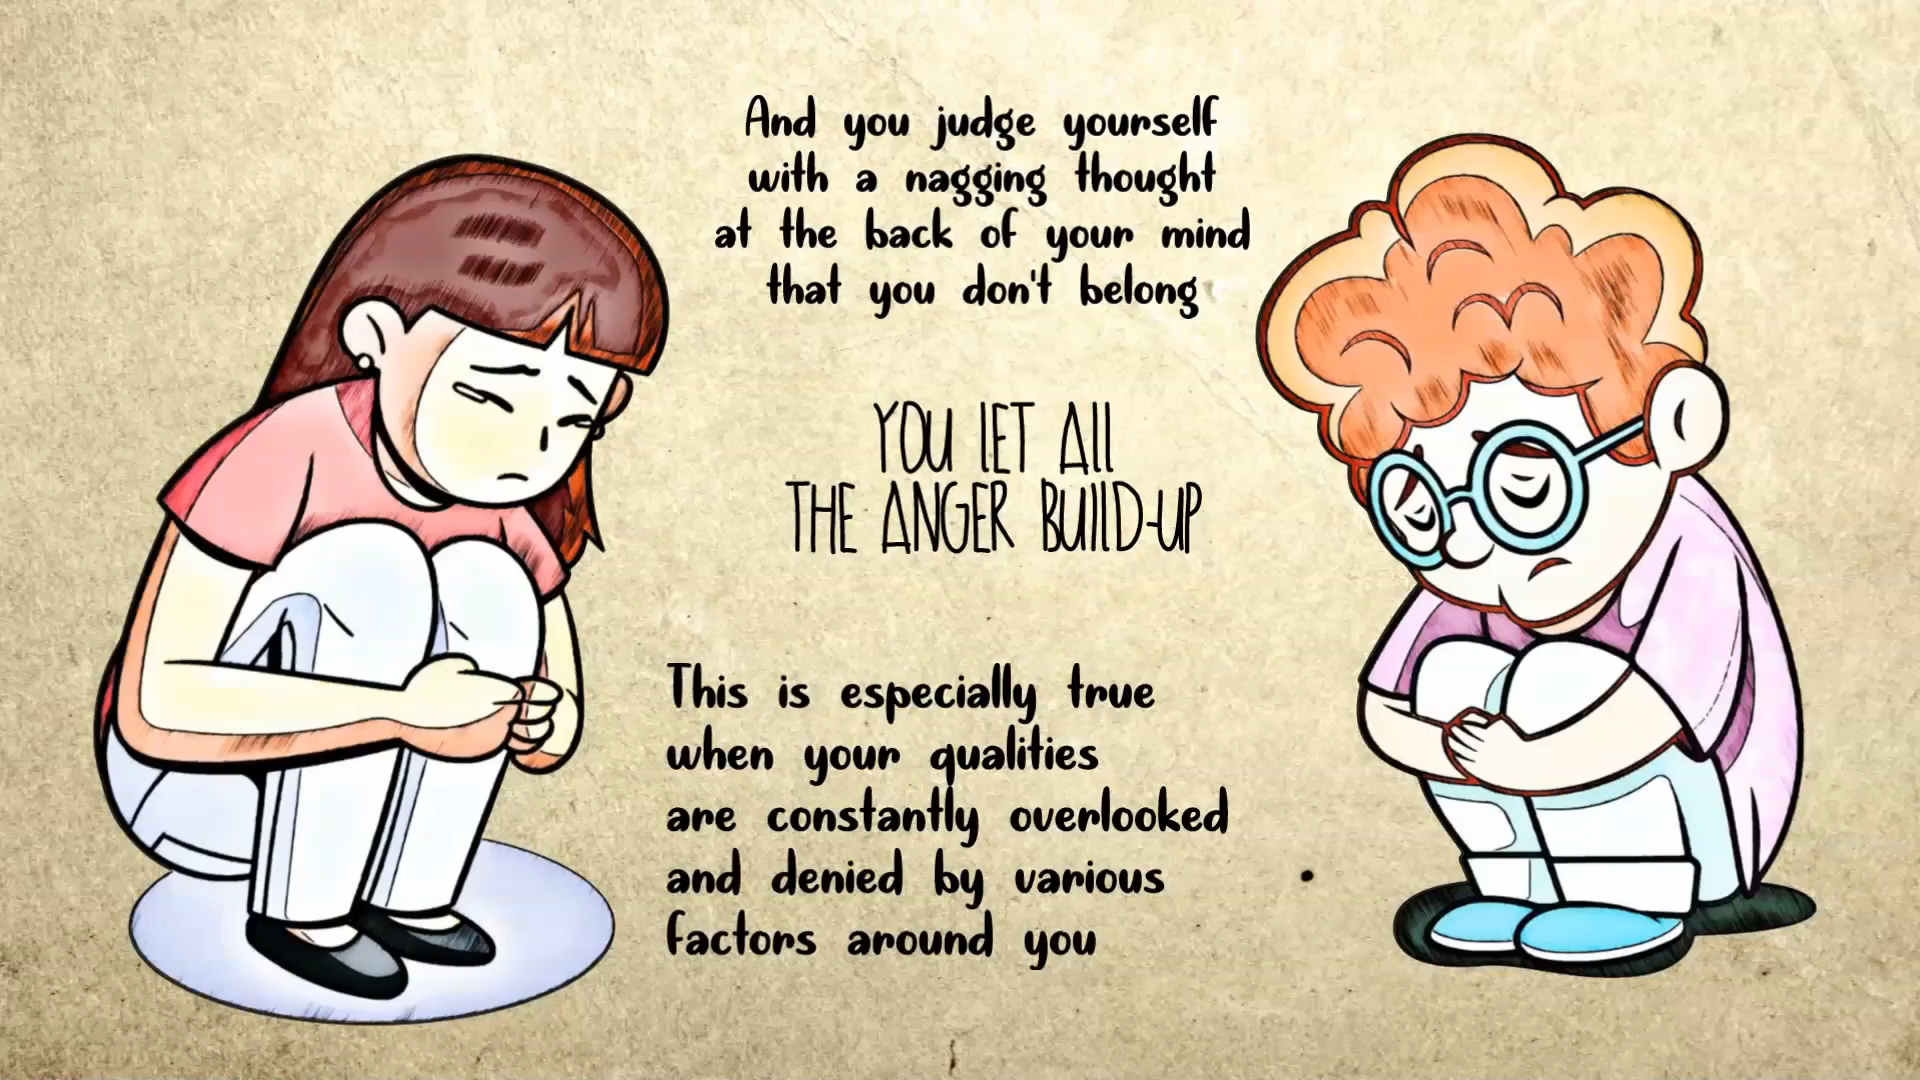 And you judge yourself
with a nagging thought
at the back of your mind
that you don't belong
YOU LET All
THE ANGER BUILD-UP
This is especially true
when your qualities
are constantly overlooked
and denied by various
factors around you